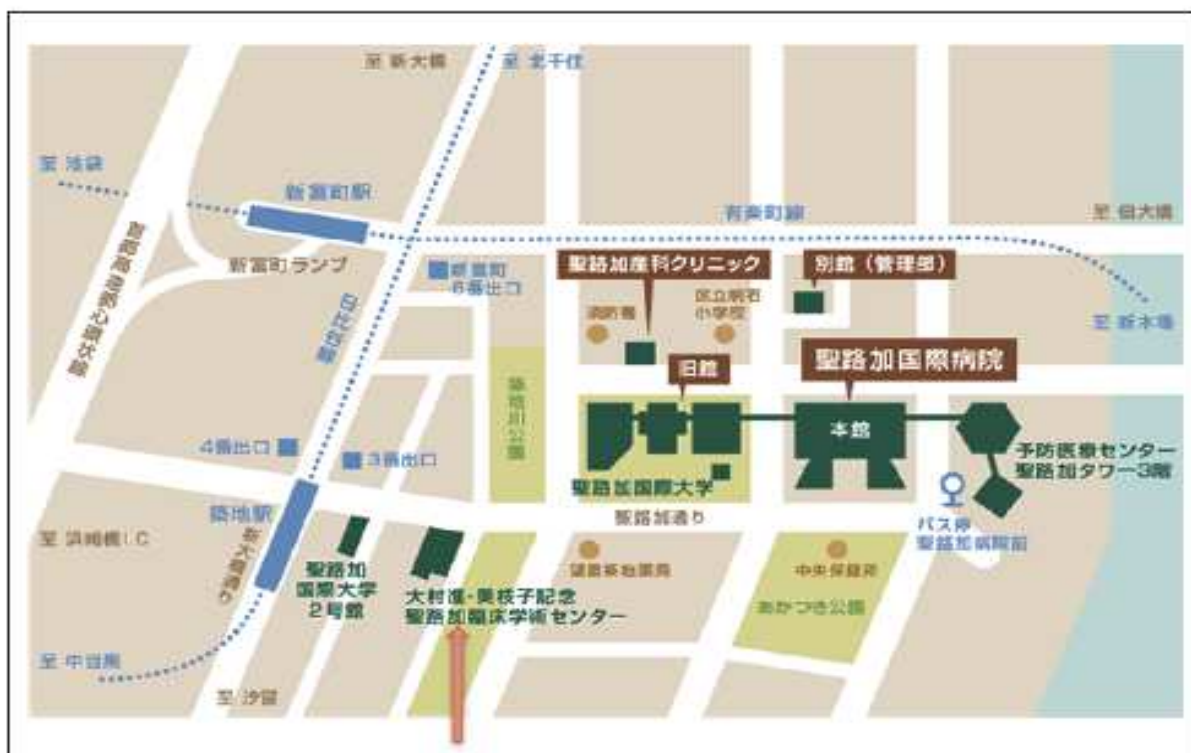 至 新大橋
至 北千住
至 池袋
新富町駅
有楽町線
至 佃大橋
首都高速都心環状線
新富町ランプ
新富町
6番出口
聖路加産科クリニック
別館（管理部）
消防署
区立明石
小学校
日比谷線
至 新木場
旧館
聖路加国際病院
築地川公園
本館
4番出口
3番出口
予防医療センター
聖路加タワー3階
聖路加国際大学
築地駅
聖路加通り
バス停
聖路加病院前
至 浜崎橋I.C
新大橋通り
聖路加
国際大学
2号館
大村進・美枝子記念
聖路加臨床学術センター
中央保健所
あかつき公園
至 中目黒
至 汐留